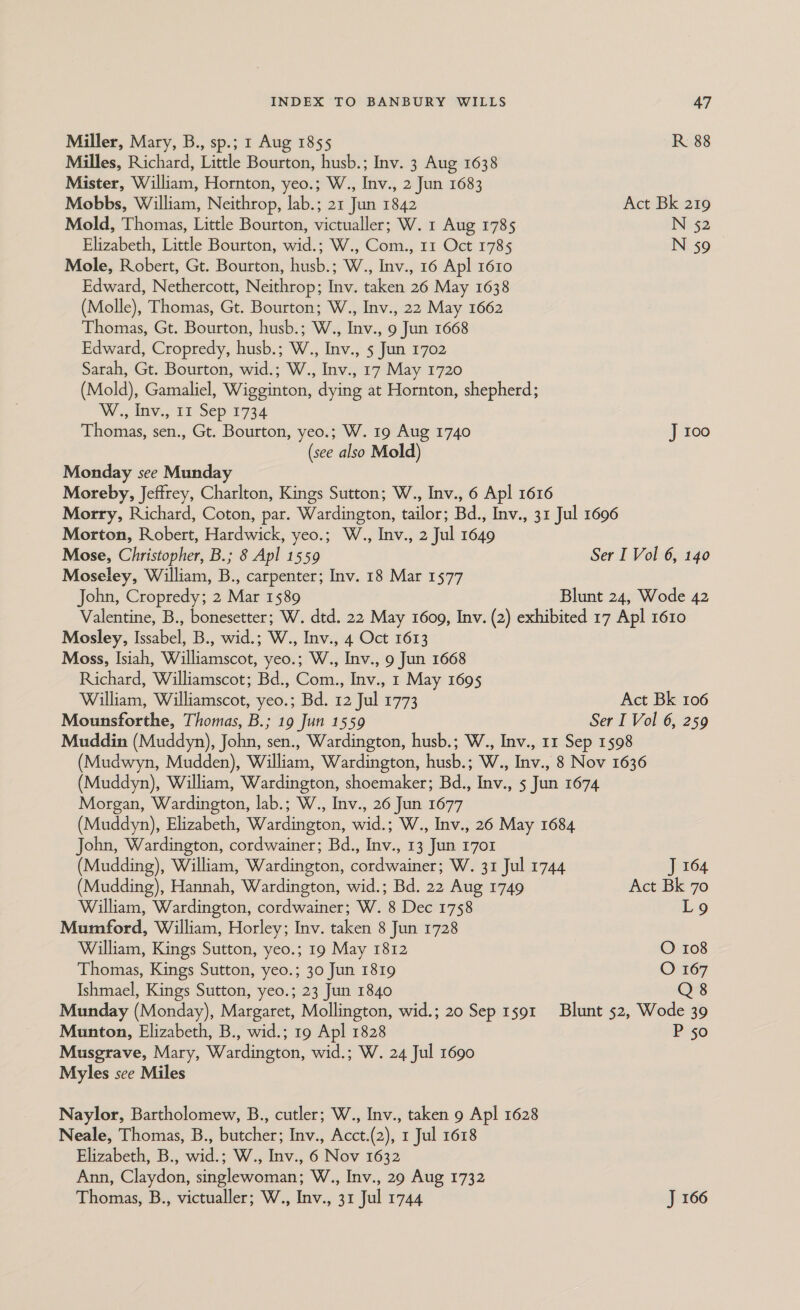 INDEX TO BANBURY WILLS 47
Miller, Mary, B., sp.; 1 Aug 1855 R 88
Milles, Richard, Little Bourton, husb.; Inv. 3 Aug 1638
Mister, William, Hornton, yeo.; W., Inv., 2 Jun 1683
Mobbs, William, Neithrop, lab.; 21 Jun 1842 Act Bk 219
Mold, Thomas, Little Bourton, victualler; W. 1 Aug 1785 N 52
Elizabeth, Little Bourton, wid.; W., Com., 11 Oct 1785 N 59
Mole, Robert, Gt. Bourton, husb.; W., Inv., 16 Apl 1610
Edward, Nethercott, Neithrop; Inv. taken 26 May 1638
(Molle), Thomas, Gt. Bourton; W., Inv., 22 May 1662
Thomas, Gt. Bourton, husb.; W., Inv., 9 Jun 1668
Edward, Cropredy, husb.; W., Inv., 5 Jun 1702
Sarah, Gt. Bourton, wid.; W., Inv., 17 May 1720
(Mold), Gamaliel, Wigginton, dying at Hornton, shepherd;
W., Inv., 11 Sep 1734
Thomas, sen., Gt. Bourton, yeo.; W. 19 Aug 1740 J 100
(see also Mold)
Monday see Munday
Moreby, Jeffrey, Charlton, Kings Sutton; W., Inv., 6 Apl 1616
Morry, Richard, Coton, par. Wardington, tailor; Bd., Inv., 31 Jul 1696
Morton, Robert, Hardwick, yeo.; W., Inv., 2 Jul 1649
Mose, Christopher, B.; 8 Apl 1559 Ser I Vol 6, 140
Moseley, William, B., carpenter; Inv. 18 Mar 1577
John, Cropredy; 2 Mar 1589 Blunt 24, Wode 42
Valentine, B., bonesetter; W. dtd. 22 May 1609, Inv. (2) exhibited 17 Apl 1610
Mosley, Issabel, B., wid.; W., Inv., 4 Oct 1613
Moss, Isiah, Williamscot, yeo.; W., Inv., 9 Jun 1668
Richard, Williamscot; Bd., Com., Inv., 1 May 1695
William, Williamscot, yeo.; Bd. 12 Jul 1773 Act Bk 106
Mounsforthe, Thomas, B.; 19 Jun 1559 Ser I Vol 6, 259
Muddin (Muddyn), John, sen., Wardington, husb.; W., Inv., 11 Sep 1598
(Mudwyn, Mudden), William, Wardington, husb.; W., Inv., 8 Nov 1636
(Muddyn), William, Wardington, shoemaker; Bd., Inv., 5 Jun 1674
Morgan, Wardington, lab.; W., Inv., 26 Jun 1677
(Muddyn), Elizabeth, Wardington, wid.; W., Inv., 26 May 1684
John, Wardington, cordwainer; Bd., Inv., 13 Jun 1701
(Mudding), William, Wardington, cordwainer; W. 31 Jul 1744 J 164
(Mudding), Hannah, Wardington, wid.; Bd. 22 Aug 1749 Act Bk 70
William, Wardington, cordwainer; W. 8 Dec 1758 L 9
Mumford, William, Horley; Inv. taken 8 Jun 1728
William, Kings Sutton, yeo.; 19 May 1812 O 108
Thomas, Kings Sutton, yeo.; 30 Jun 1819 O 167
Ishmael, Kings Sutton, yeo.; 23 Jun 1840 Q 8
Munday (Monday), Margaret, Mollington, wid.; 20 Sep 1591 Blunt 52, Wode 39
Munton, Elizabeth, B., wid.; 19 Apl 1828 P 50
Musgrave, Mary, Wardington, wid.; W. 24 Jul 1690
Myles see Miles
Naylor, Bartholomew, B., cutler; W., Inv., taken 9 Apl 1628
Neale, Thomas, B., butcher; Inv., Acct.(2), 1 Jul 1618
Elizabeth, B., wid.; W., Inv., 6 Nov 1632
Ann, Claydon, singlewoman; W., Inv., 29 Aug 1732
Thomas, B., victualler; W., Inv., 31 Jul 1744 J 166